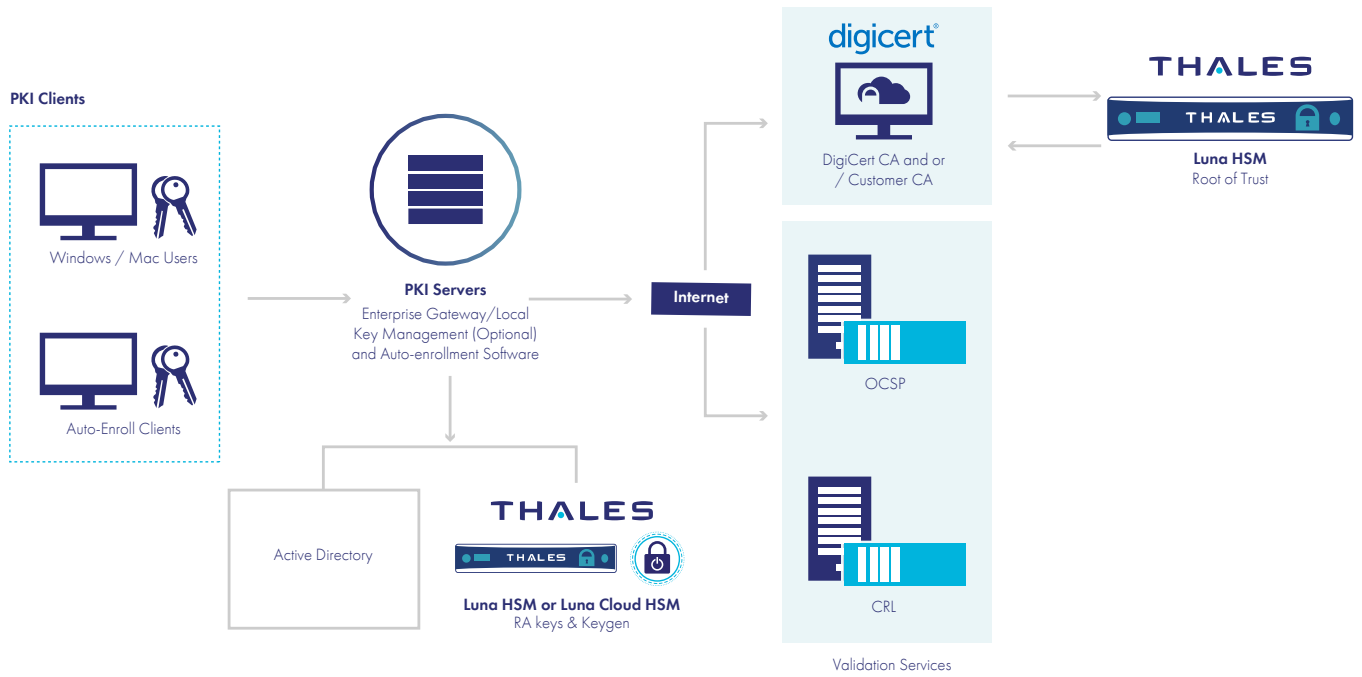 PKI Clients
Windows / Mac Users
Auto-Enroll Clients
PKI Servers
Enterprise Gateway/Local
Key Management (Optional)
and Auto-enrollment Software
Active Directory
THALES
THALES
Luna HSM or Luna Cloud HSM
RA keys & Keygen
Internet
digicert®
DigiCert CA and or
/ Customer CA
OCSP
CRL
Validation Services
THALES
THALES
Luna HSM
Root of Trust